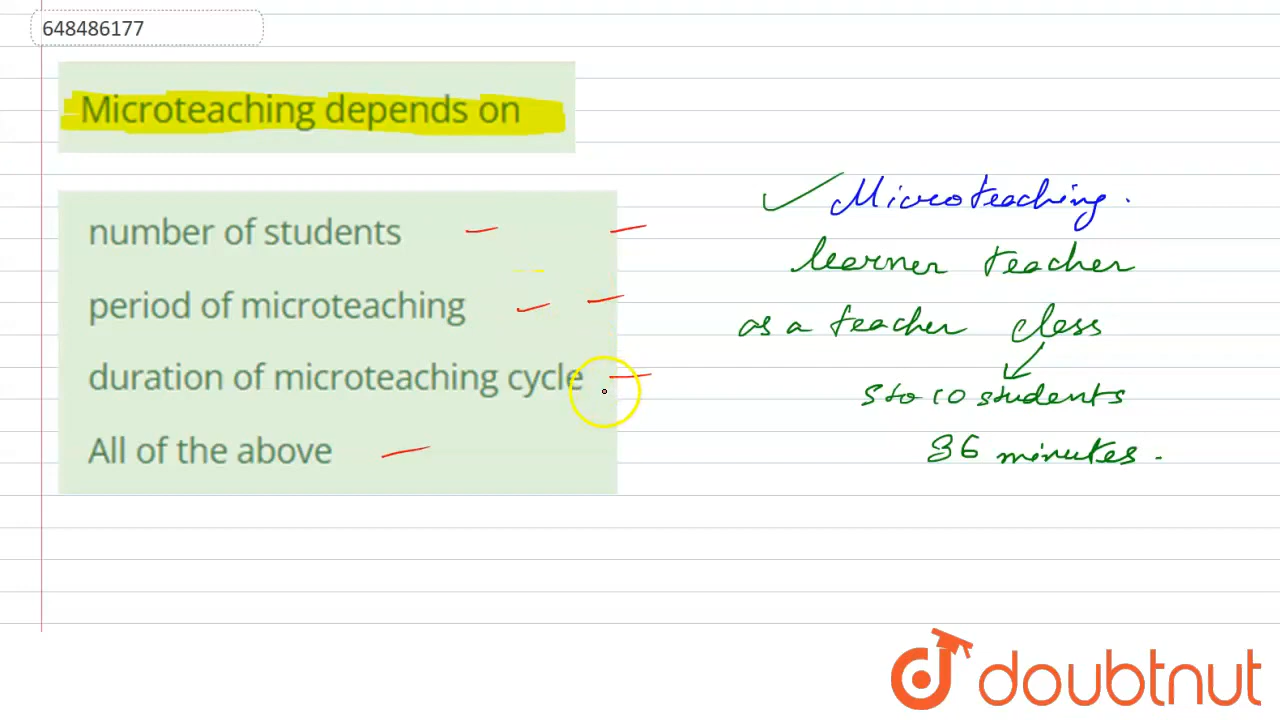 648486177
Microteaching depends on
number of students
period of microteaching
duration of microteaching cycle
All of the above
Microteaching.
learner teacher
as a teacher class
5 to 10 students
36 minutes.
doubtnut